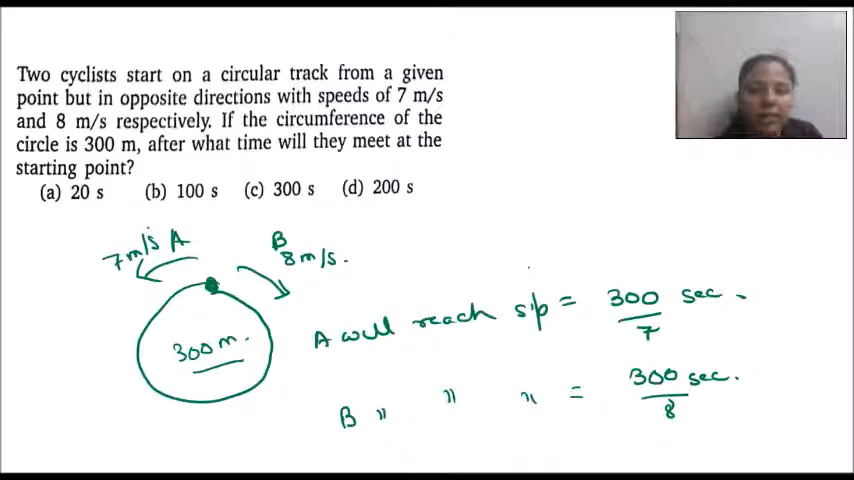 Two cyclists start on a circular track from a given
point but in opposite directions with speeds of 7 m/s
and 8 m/s respectively. If the circumference of the
circle is 300 m, after what time will they meet at the
starting point?
(a) 20 s (b) 100 s (c) 300 s (d) 200 s
7m/s A
B
8m/s.
300m.
A will reach s/p = 300/7 sec.
B " " " = 300/8 sec.